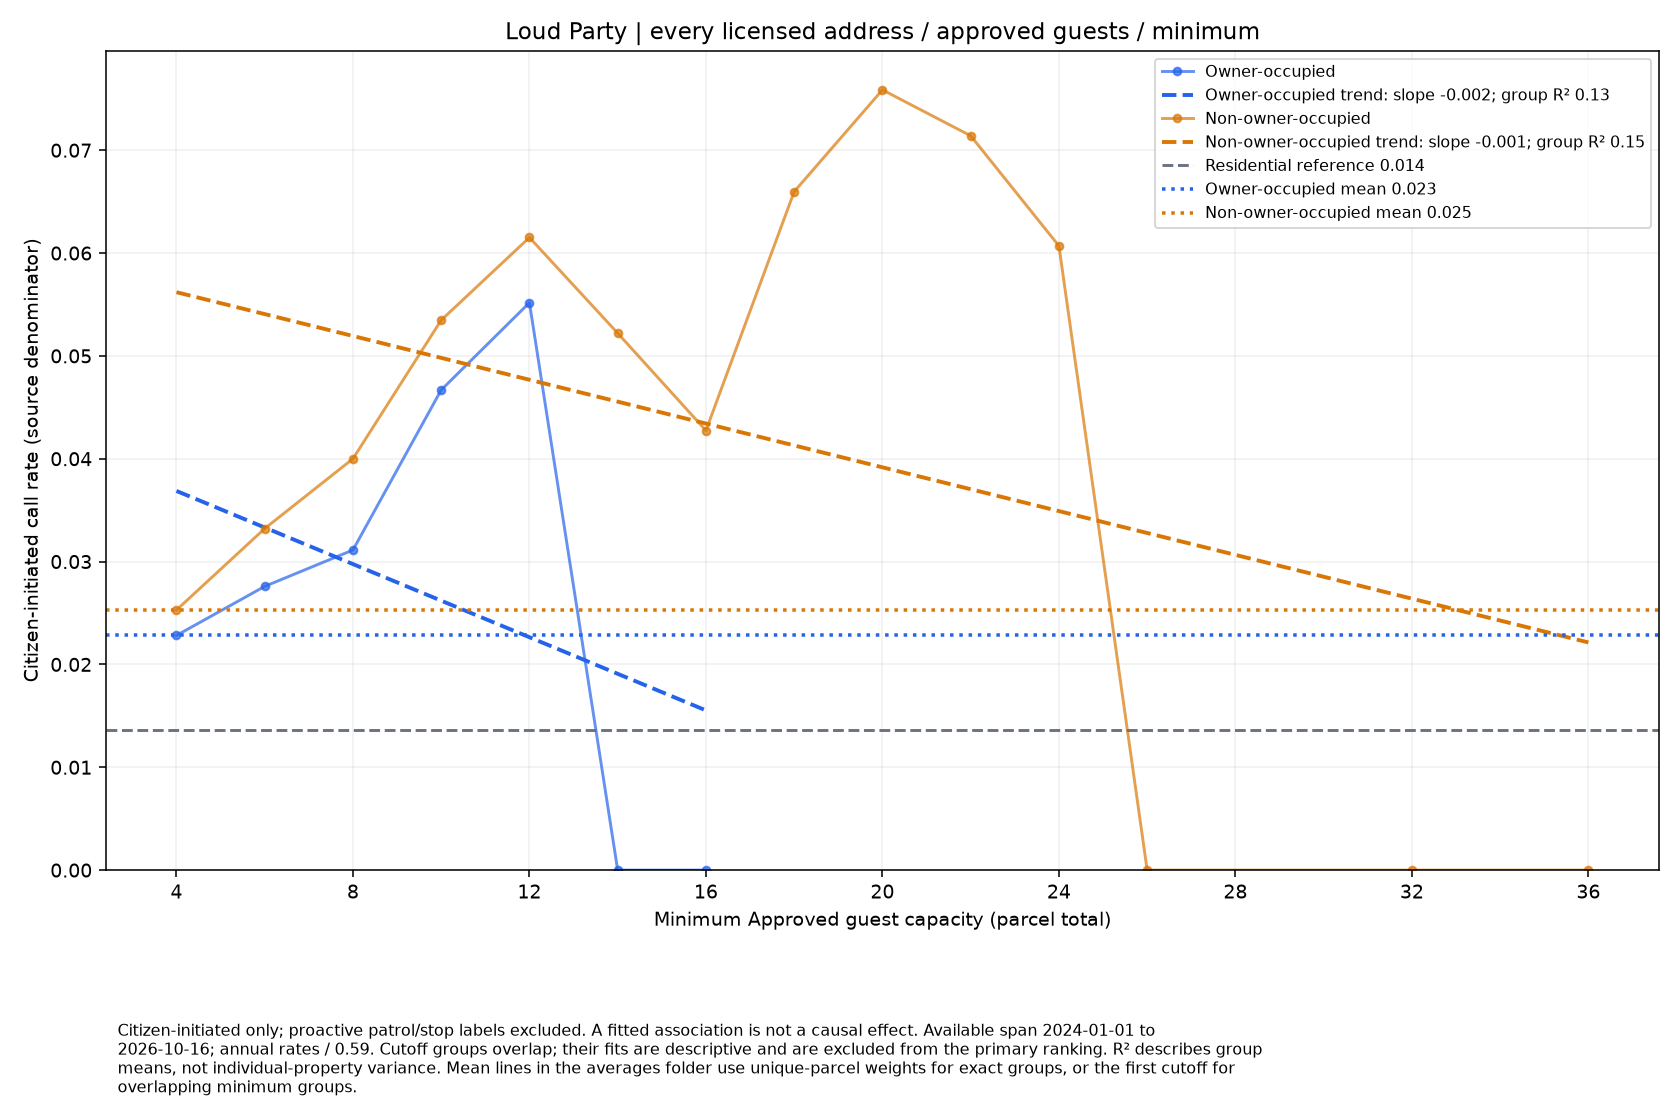 Loud Party | every licensed address / approved guests / minimum
Owner-occupied
Owner-occupied trend: slope -0.002; group R² 0.13
Non-owner-occupied
Non-owner-occupied trend: slope -0.001; group R² 0.15
Residential reference 0.014
Owner-occupied mean 0.023
Non-owner-occupied mean 0.025
Citizen-initiated call rate (source denominator)
0.07
0.06
0.05
0.04
0.03
0.02
0.01
0.00
4 8 12 16 20 24 28 32 36
Minimum Approved guest capacity (parcel total)
Citizen-initiated only; proactive patrol/stop labels excluded. A fitted association is not a causal effect. Available span 2024-01-01 to
2026-10-16; annual rates / 0.59. Cutoff groups overlap; their fits are descriptive and are excluded from the primary ranking. R² describes group
means, not individual-property variance. Mean lines in the averages folder use unique-parcel weights for exact groups, or the first cutoff for
overlapping minimum groups.